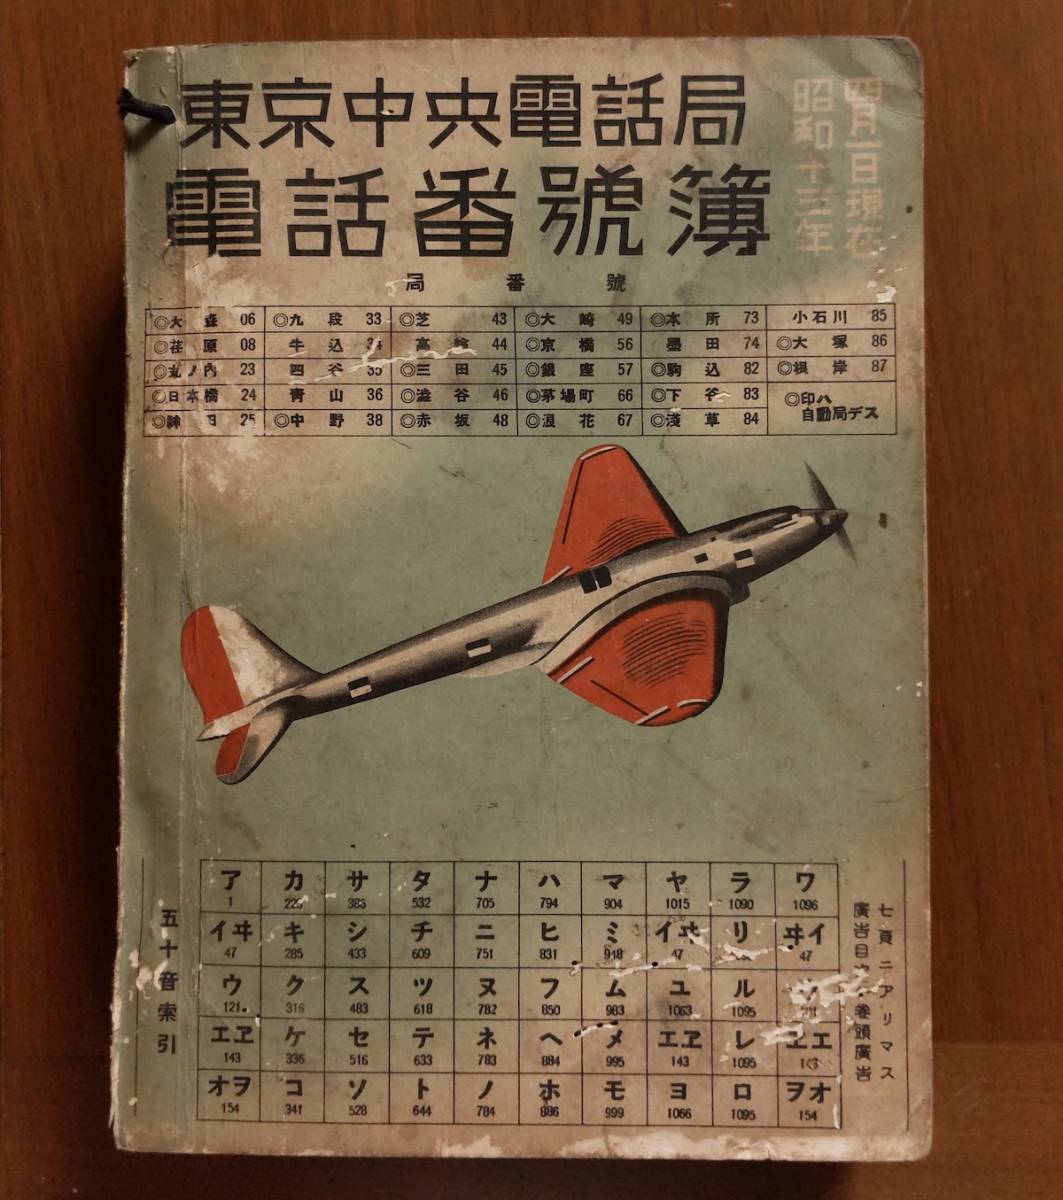 東京中央電話局
電話番號簿
昭和十三年
四月一日現在
局番號
◎大森 06 ◎九段 33 ◎芝 43 ◎大崎 49 ◎本所 73 小石川 85
◎荏原 08 牛込 34 高輪 44 ◎京橋 56 墨田 74 ◎大塚 86
◎丸ノ內 23 四谷 35 ◎三田 45 ◎銀座 57 ◎駒込 82 ◎根岸 87
◎日本橋 24 青山 36 ◎澁谷 46 ◎茅場町 66 ◎下谷 83 ◎印ハ
◎神田 25 ◎中野 38 ◎赤坂 48 ◎浪花 67 ◎淺草 84 自動局デス
五十音索引
ア カ サ タ ナ ハ マ ヤ ラ ワ
1 225 383 532 705 794 904 1015 1090 1096
イヰ キ シ チ ニ ヒ ミ イヰ リ ヰイ
47 285 433 609 751 831 948 47 47
ウ ク ス ツ ヌ フ ム ユ ル
121 316 483 618 782 850 983 1063 1095
エヱ ケ セ テ ネ ヘ メ エヱ レ ヱエ
143 336 516 633 783 884 995 143 1095 143
オヲ コ ソ ト ノ ホ モ ヨ ロ ヲオ
154 341 528 644 784 886 999 1066 1095 154
廣告目次ハ卷頭廣告
七頁ニアリマス